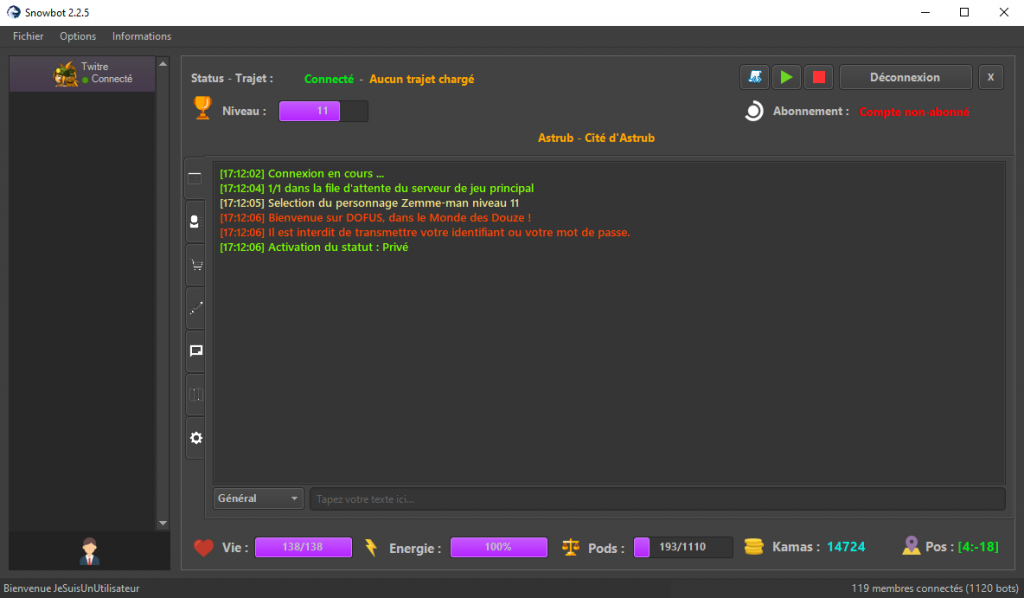 Snowbot 2.2.5
Fichier Options Informations
Twitre
Connecté
Status - Trajet : Connecté - Aucun trajet chargé
Déconnexion X
Niveau : 11
Abonnement : Compte non-abonné
Astrub - Cité d'Astrub
[17:12:02] Connexion en cours ...
[17:12:04] 1/1 dans la file d'attente du serveur de jeu principal
[17:12:05] Selection du personnage Zemme-man niveau 11
[17:12:06] Bienvenue sur DOFUS, dans le Monde des Douze !
[17:12:06] Il est interdit de transmettre votre identifiant ou votre mot de passe.
[17:12:06] Activation du statut : Privé
Général Tapez votre texte ici...
Vie : 138/138 Energie : 100% Pods : 193/1110 Kamas : 14724 Pos : [4:-18]
Bienvenue JeSuisUnUtilisateur 119 membres connectés (1120 bots)